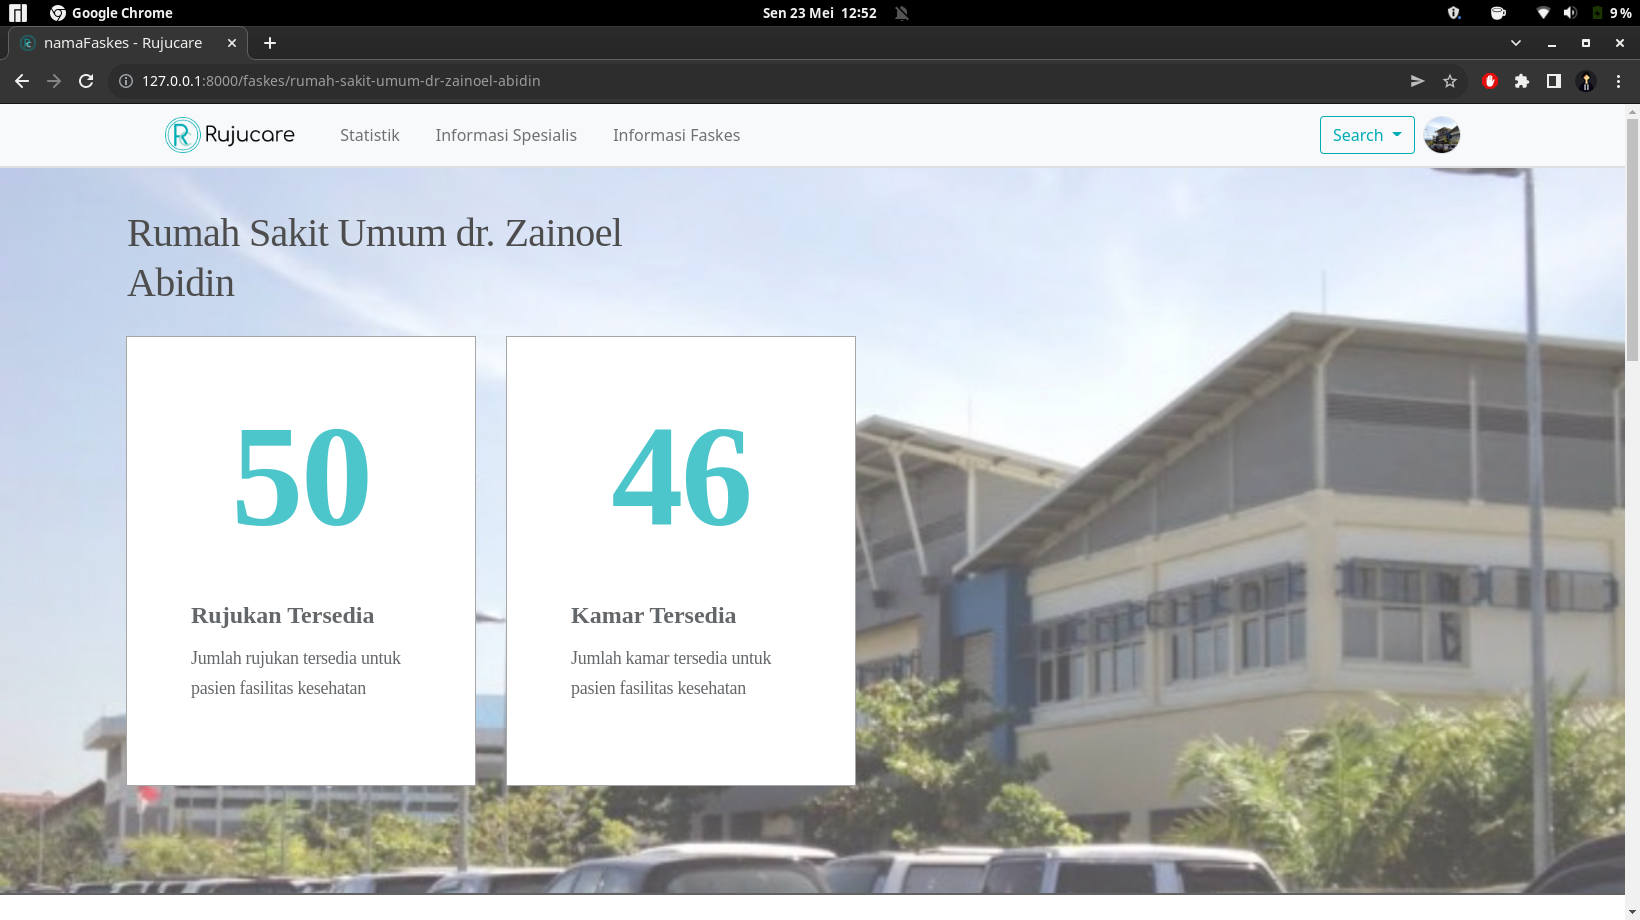 Google Chrome
Sen 23 Mei 12:52
9 %
namaFaskes - Rujucare
127.0.0.1:8000/faskes/rumah-sakit-umum-dr-zainoel-abidin
Rujucare
Statistik
Informasi Spesialis
Informasi Faskes
Search
Rumah Sakit Umum dr. Zainoel
Abidin
50
Rujukan Tersedia
Jumlah rujukan tersedia untuk
pasien fasilitas kesehatan
46
Kamar Tersedia
Jumlah kamar tersedia untuk
pasien fasilitas kesehatan